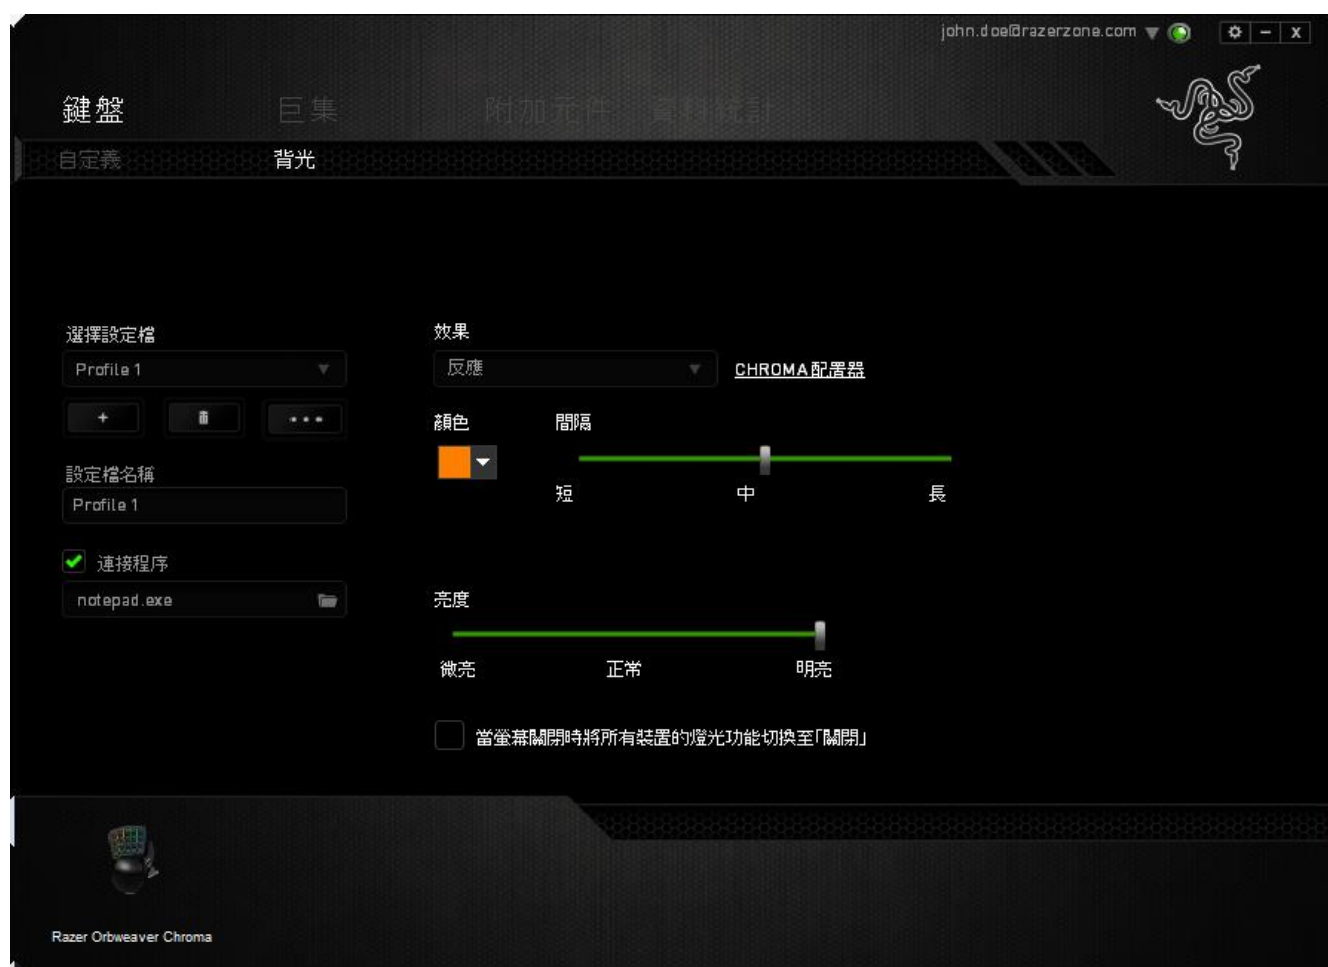 john.doe@razerzone.com
鍵盤 巨集 附加元件 資料統計
自定義 背光
選擇設定檔
Profile 1
設定檔名稱
Profile 1
連接程序
notepad.exe
效果
反應 CHROMA配置器
顏色 間隔
短 中 長
亮度
微亮 正常 明亮
當螢幕關閉時將所有裝置的燈光功能切換至「關閉」
Razer Orbweaver Chroma